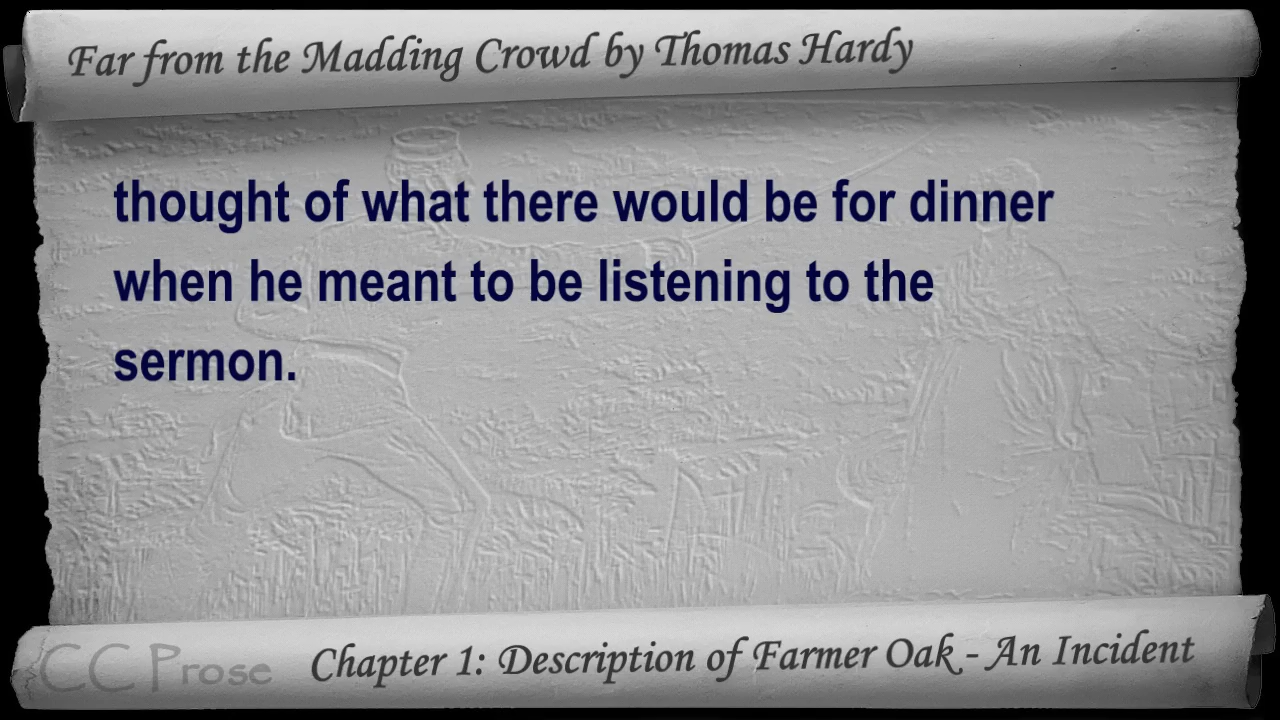 Far from the Madding Crowd by Thomas Hardy
thought of what there would be for dinner
when he meant to be listening to the
sermon.
CC Prose
Chapter 1: Description of Farmer Oak - An Incident